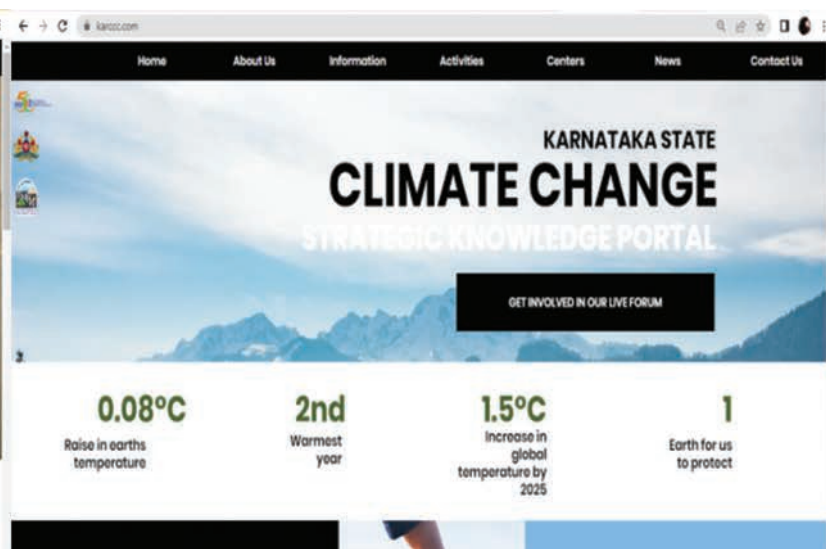 karccc.com
Home About Us Information Activities Centers News Contact Us
KARNATAKA STATE
CLIMATE CHANGE
STRATEGIC KNOWLEDGE PORTAL
GET INVOLVED IN OUR LIVE FORUM
0.08°C
Raise in earths
temperature
2nd
Warmest
year
1.5°C
Increase in
global
temperature by
2025
1
Earth for us
to protect